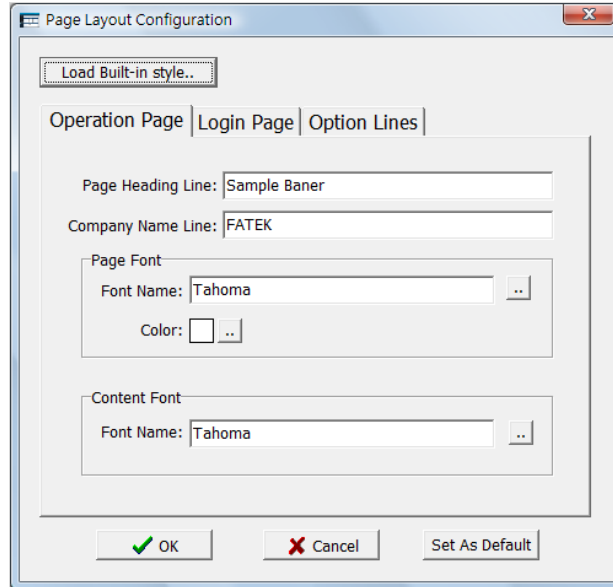 Page Layout Configuration
Load Built-in style..
Operation Page Login Page Option Lines
Page Heading Line: Sample Baner
Company Name Line: FATEK
Page Font
Font Name: Tahoma ..
Color: ..
Content Font
Font Name: Tahoma ..
OK Cancel Set As Default